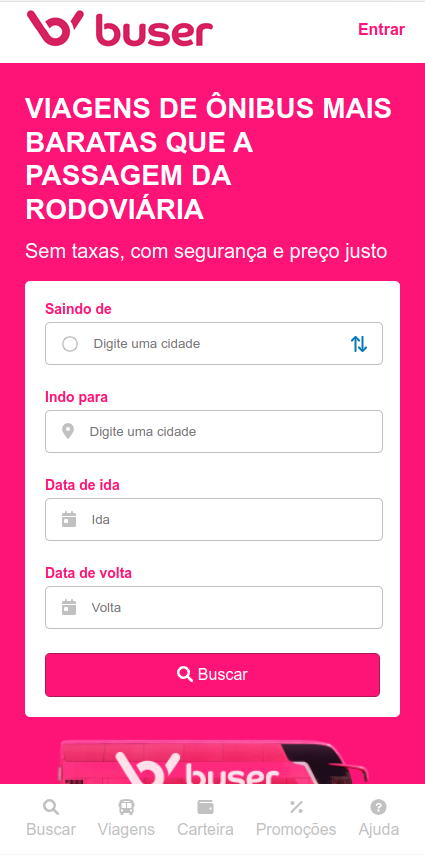 buser
Entrar
VIAGENS DE ÔNIBUS MAIS
BARATAS QUE A
PASSAGEM DA
RODOVIÁRIA
Sem taxas, com segurança e preço justo
Saindo de
Digite uma cidade
Indo para
Digite uma cidade
Data de ida
Ida
Data de volta
Volta
Buscar
buser
Buscar
Viagens
Carteira
Promoções
Ajuda